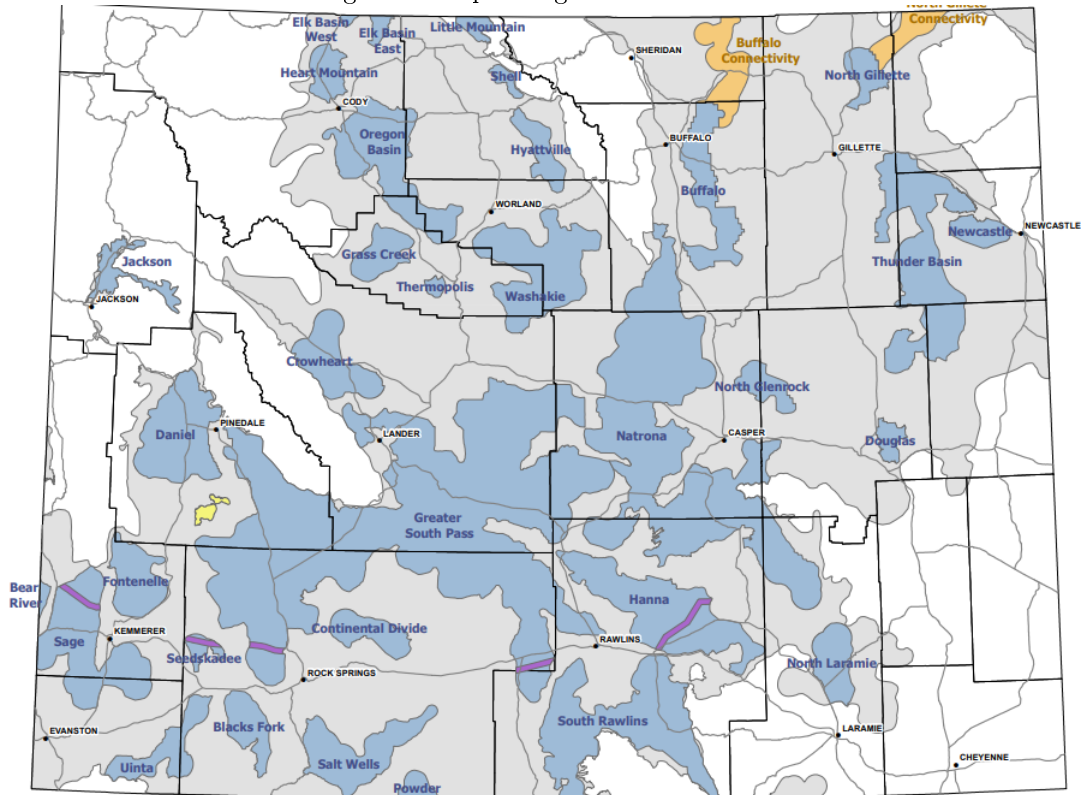 North Gillete
Connectivity
Elk Basin
West
Elk Basin
East
Little Mountain
Buffalo
Connectivity
SHERIDAN
Heart Mountain
Shell
North Gillette
CODY
Oregon
Basin
Hyattville
BUFFALO
GILLETTE
Buffalo
WORLAND
NEWCASTLE
Newcastle
Grass Creek
Jackson
Thunder Basin
Thermopolis
Washakie
JACKSON
Crowheart
North Glenrock
PINEDALE
Daniel
LANDER
Natrona
CASPER
Douglas
Greater
South Pass
Bear
River
Fontenelle
Hanna
KEMMERER
Continental Divide
Sage
Seedskadee
RAWLINS
North Laramie
ROCK SPRINGS
Blacks Fork
South Rawlins
EVANSTON
LARAMIE
Uinta
Salt Wells
CHEYENNE
Powder